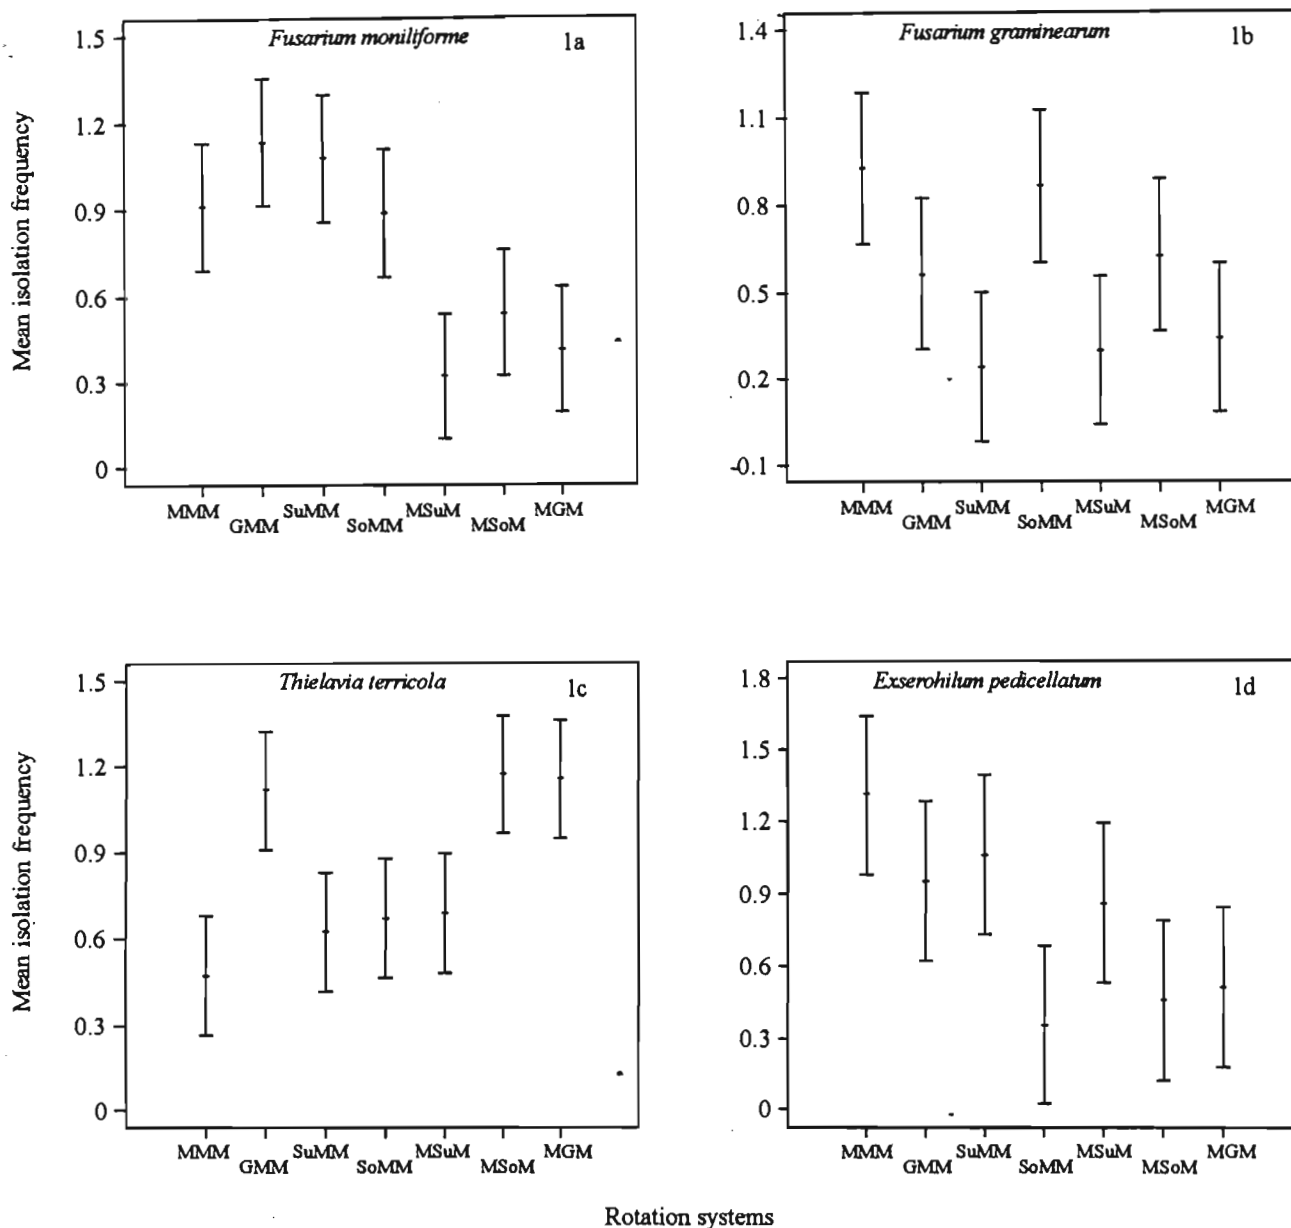 Fusarium moniliforme 1a
Mean isolation frequency
1.5
1.2
0.9
0.6
0.3
0
MMM GMM SuMM SoMM MSuM MSoM MGM
Fusarium graminearum 1b
1.4
1.1
0.8
0.5
0.2
-0.1
MMM GMM SuMM SoMM MSuM MSoM MGM
Thielavia terricola 1c
Mean isolation frequency
1.5
1.2
0.9
0.6
0.3
0
MMM GMM SuMM SoMM MSuM MSoM MGM
Exserohilum pedicellatum 1d
1.8
1.5
1.2
0.9
0.6
0.3
0
MMM GMM SuMM SoMM MSuM MSoM MGM
Rotation systems